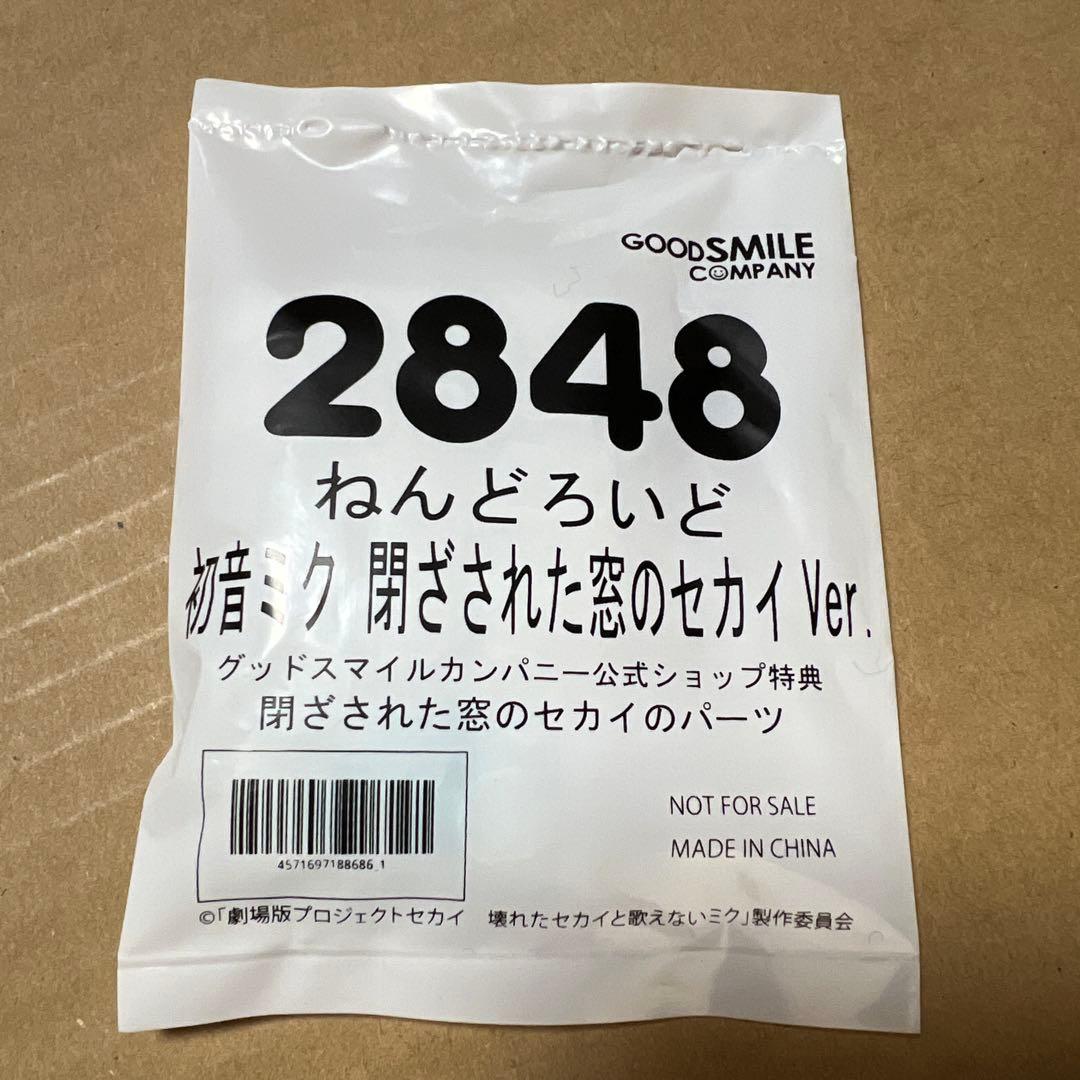 GOODSMILE
COMPANY
2848
ねんどろいど
初音ミク 閉ざされた窓のセカイ Ver.
グッドスマイルカンパニー公式ショップ特典
閉ざされた窓のセカイのパーツ
4571697188686_1
NOT FOR SALE
MADE IN CHINA
©「劇場版プロジェクトセカイ 壊れたセカイと歌えないミク」製作委員会